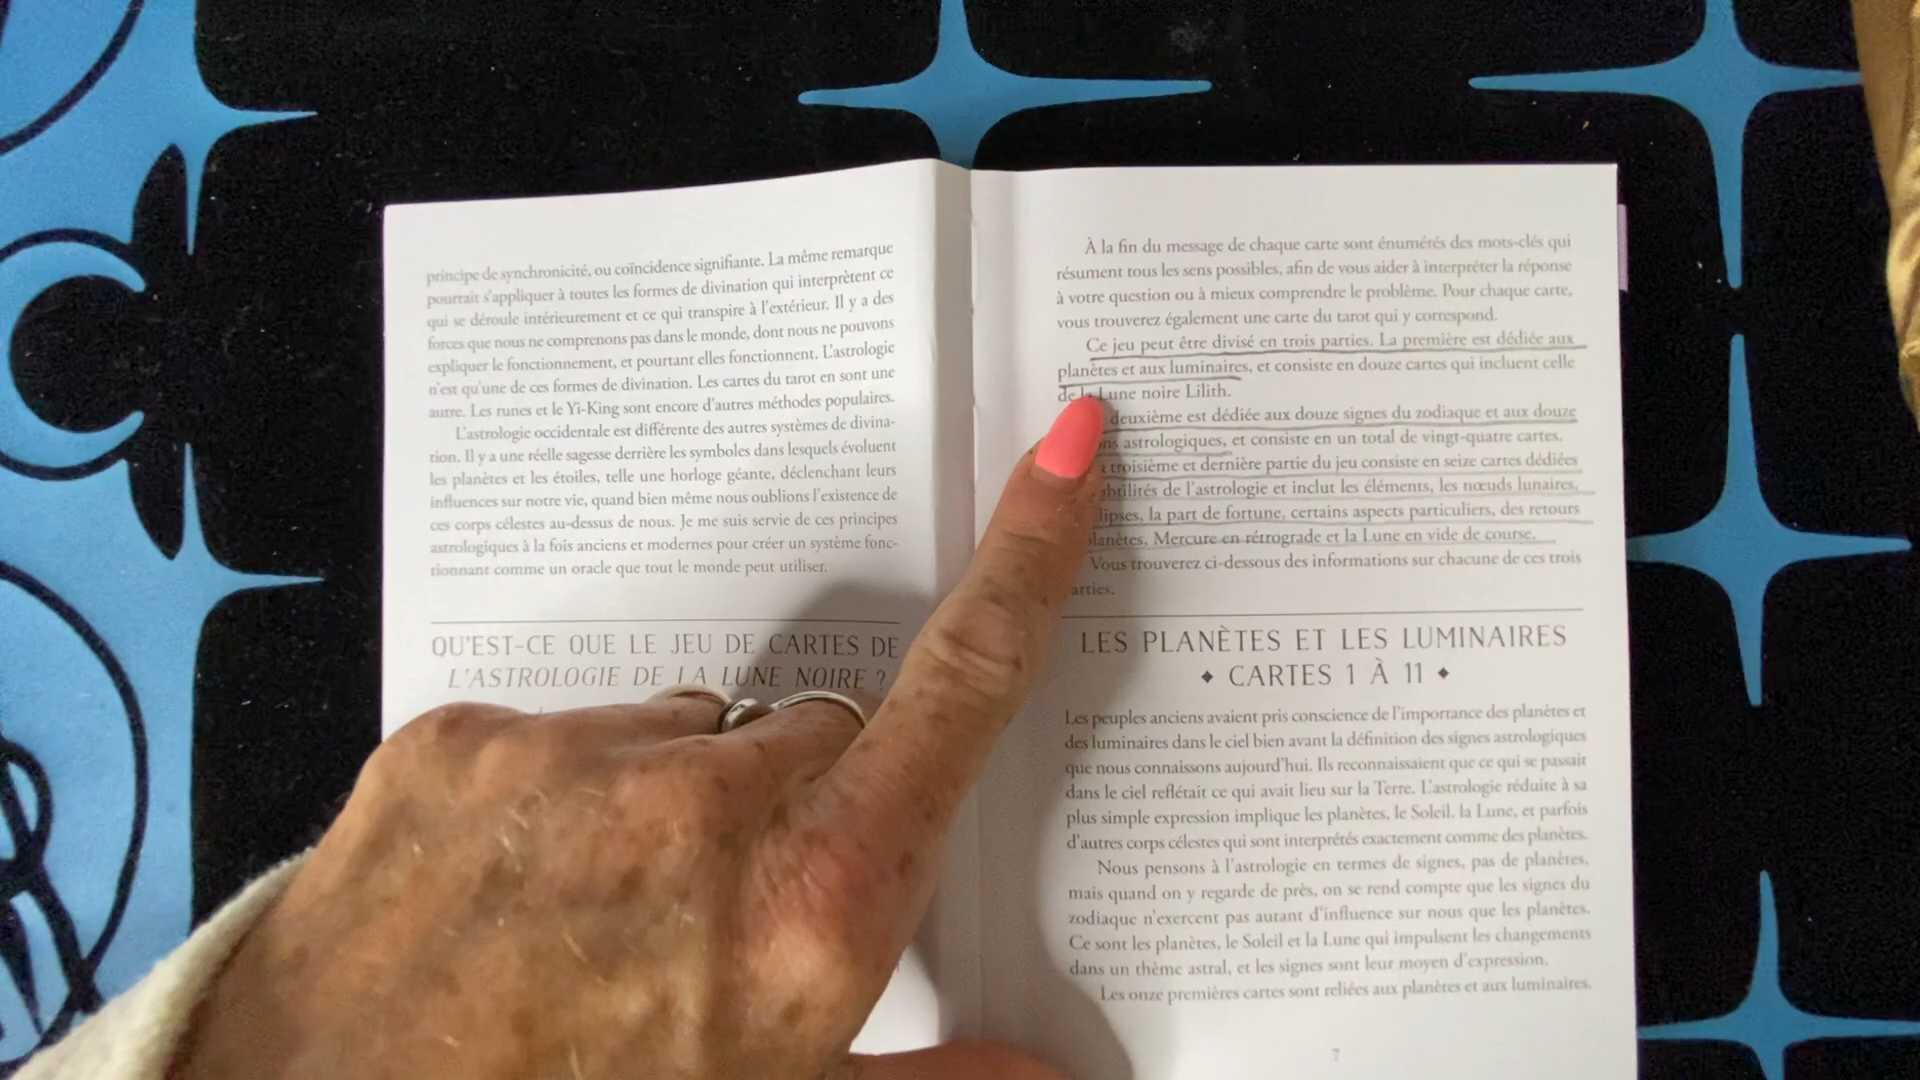 principe de synchronicité, ou coïncidence signifiante. La même remarque
pourrait s'appliquer à toutes les formes de divination qui interprètent ce
qui se déroule intérieurement et ce qui transpire à l'extérieur. Il y a des
forces que nous ne comprenons pas dans le monde, dont nous ne pouvons
expliquer le fonctionnement, et pourtant elles fonctionnent. L'astrologie
n'est qu'une de ces formes de divination. Les cartes du tarot en sont une
autre. Les runes et le Yi-King sont encore d'autres méthodes populaires.
L'astrologie occidentale est différente des autres systèmes de divina-
tion. Il y a une réelle sagesse derrière les symboles dans lesquels évoluent
les planètes et les étoiles, telle une horloge géante, déclenchant leurs
influences sur notre vie, quand bien même nous oublions l'existence de
ces corps célestes au-dessus de nous. Je me suis servie de ces principes
astrologiques à la fois anciens et modernes pour créer un système fonc-
tionnant comme un oracle que tout le monde peut utiliser.
QU'EST-CE QUE LE JEU DE CARTES DE
L'ASTROLOGIE DE LA LUNE NOIRE ?
À la fin du message de chaque carte sont énumérés des mots-clés qui
résument tous les sens possibles, afin de vous aider à interpréter la réponse
à votre question ou à mieux comprendre le problème. Pour chaque carte,
vous trouverez également une carte du tarot qui y correspond.
Ce jeu peut être divisé en trois parties. La première est dédiée aux
planètes et aux luminaires, et consiste en douze cartes qui incluent celle
de la Lune noire Lilith.
deuxième est dédiée aux douze signes du zodiaque et aux douze
astrologiques, et consiste en un total de vingt-quatre cartes.
troisième et dernière partie du jeu consiste en seize cartes dédiées
de l'astrologie et inclut les éléments, les nœuds lunaires,
la part de fortune, certains aspects particuliers, des retours
planètes, Mercure en rétrograde et la Lune en vide de course.
Vous trouverez ci-dessous des informations sur chacune de ces trois
LES PLANÈTES ET LES LUMINAIRES
◆ CARTES 1 À 11 ◆
Les peuples anciens avaient pris conscience de l'importance des planètes et
des luminaires dans le ciel bien avant la définition des signes astrologiques
que nous connaissons aujourd'hui. Ils reconnaissaient que ce qui se passait
dans le ciel reflétait ce qui avait lieu sur la Terre. L'astrologie réduite à sa
plus simple expression implique les planètes, le Soleil, la Lune, et parfois
d'autres corps célestes qui sont interprétés exactement comme des planètes.
Nous pensons à l'astrologie en termes de signes, pas de planètes,
mais quand on y regarde de près, on se rend compte que les signes du
zodiaque n'exercent pas autant d'influence sur nous que les planètes.
Ce sont les planètes, le Soleil et la Lune qui impulsent les changements
dans un thème astral, et les signes sont leur moyen d'expression.
Les onze premières cartes sont reliées aux planètes et aux luminaires.
7